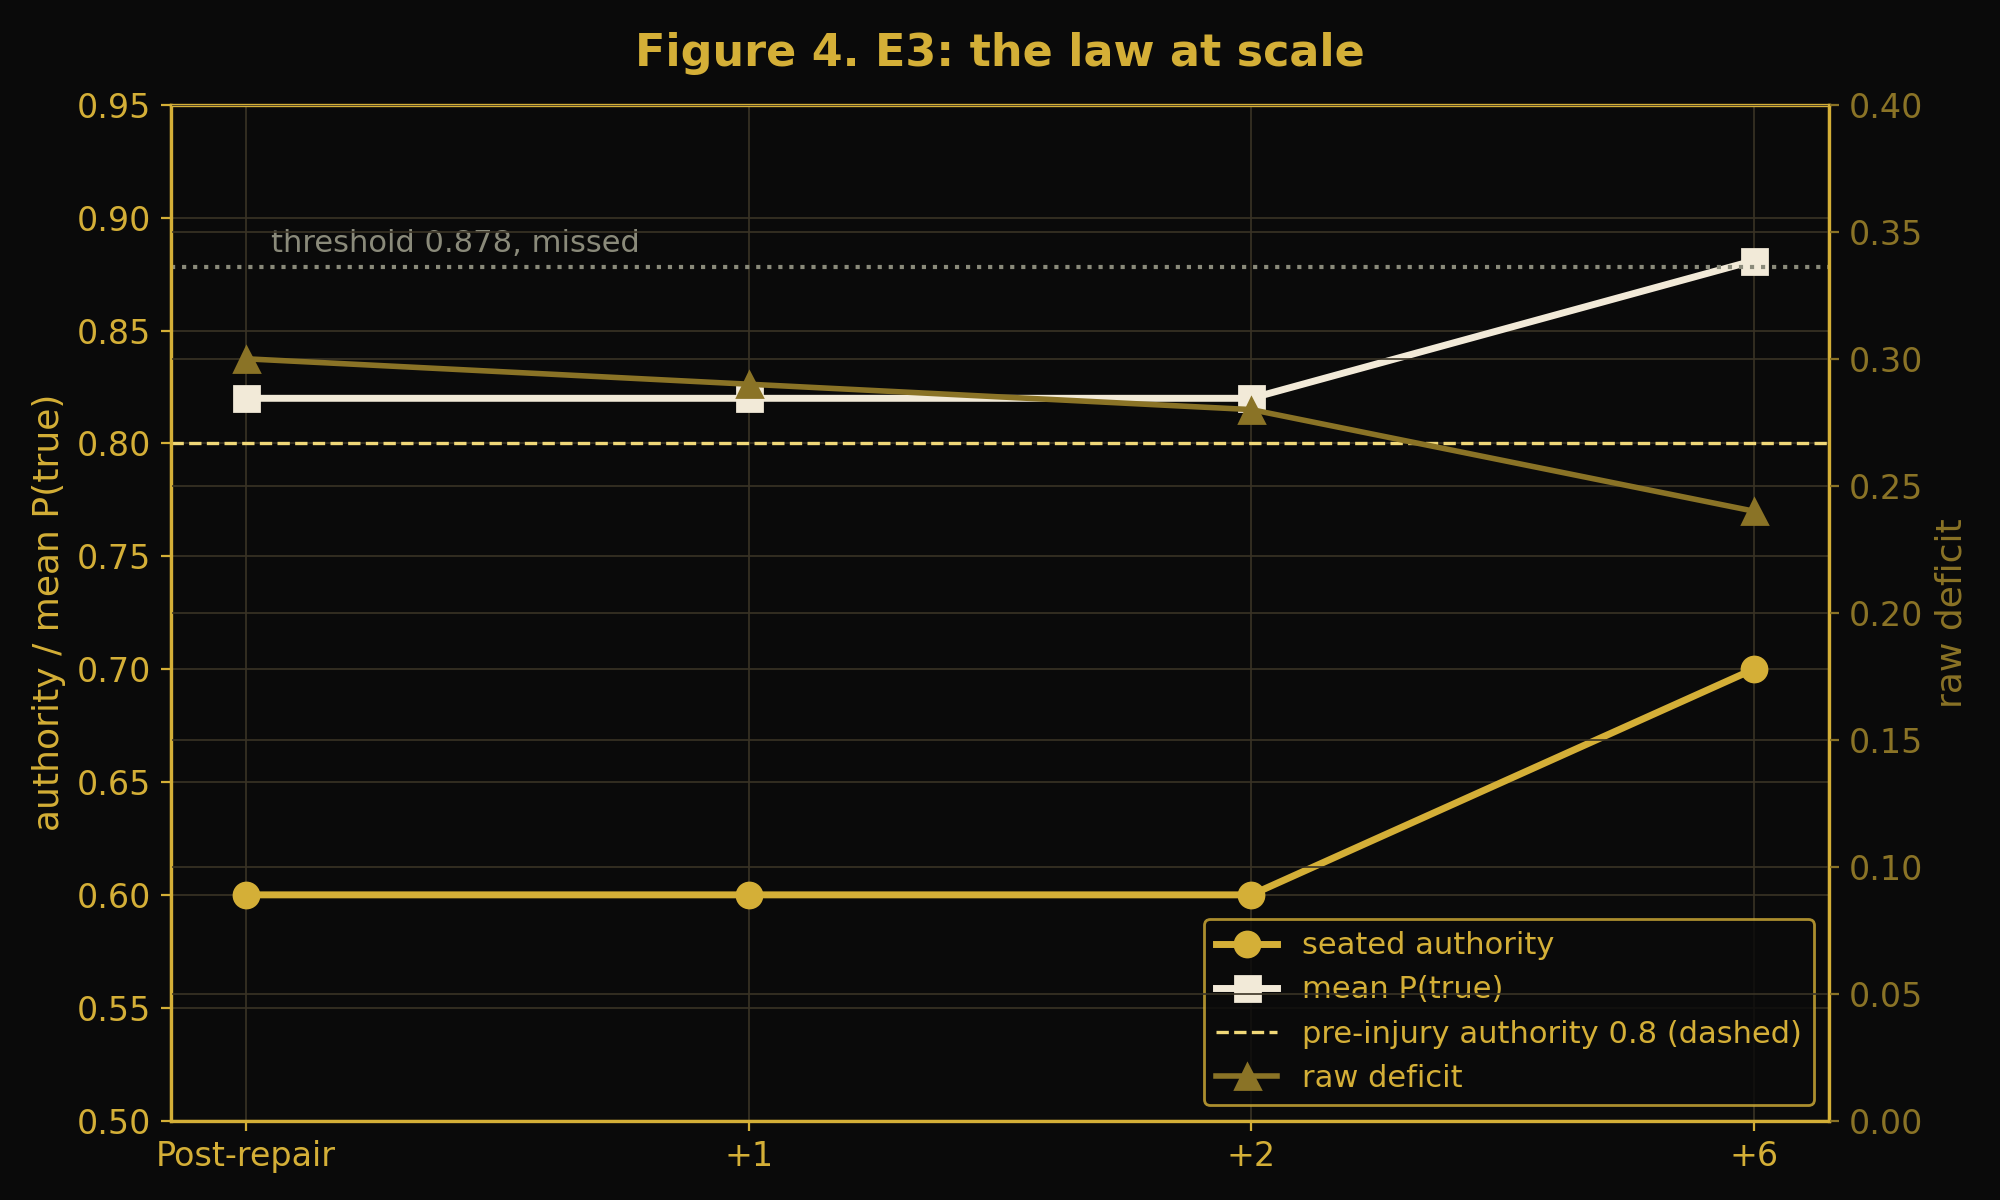 Figure 4. E3: the law at scale
0.95
0.90
0.85
0.80
0.75
0.70
0.65
0.60
0.55
0.50
authority / mean P(true)
threshold 0.878, missed
0.40
0.35
0.30
0.25
0.20
0.15
0.10
0.05
0.00
raw deficit
seated authority
mean P(true)
pre-injury authority 0.8 (dashed)
raw deficit
Post-repair
+1
+2
+6